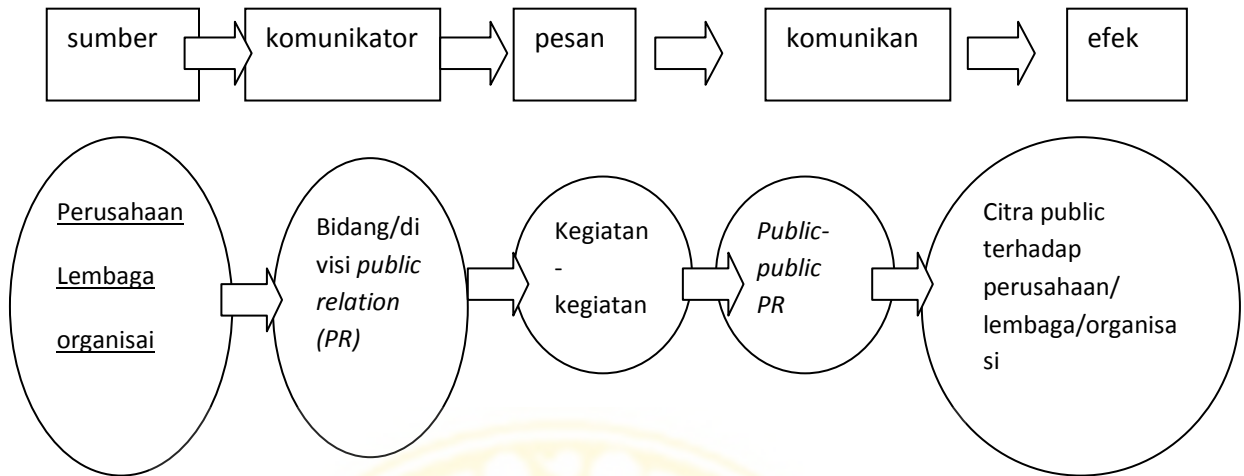 sumber
komunikator
pesan
komunikan
efek
Perusahaan
Lembaga
organisai
Bidang/di
visi public
relation
(PR)
Kegiatan
-
kegiatan
Public-
public
PR
Citra public
terhadap
perusahaan/
lembaga/organisa
si